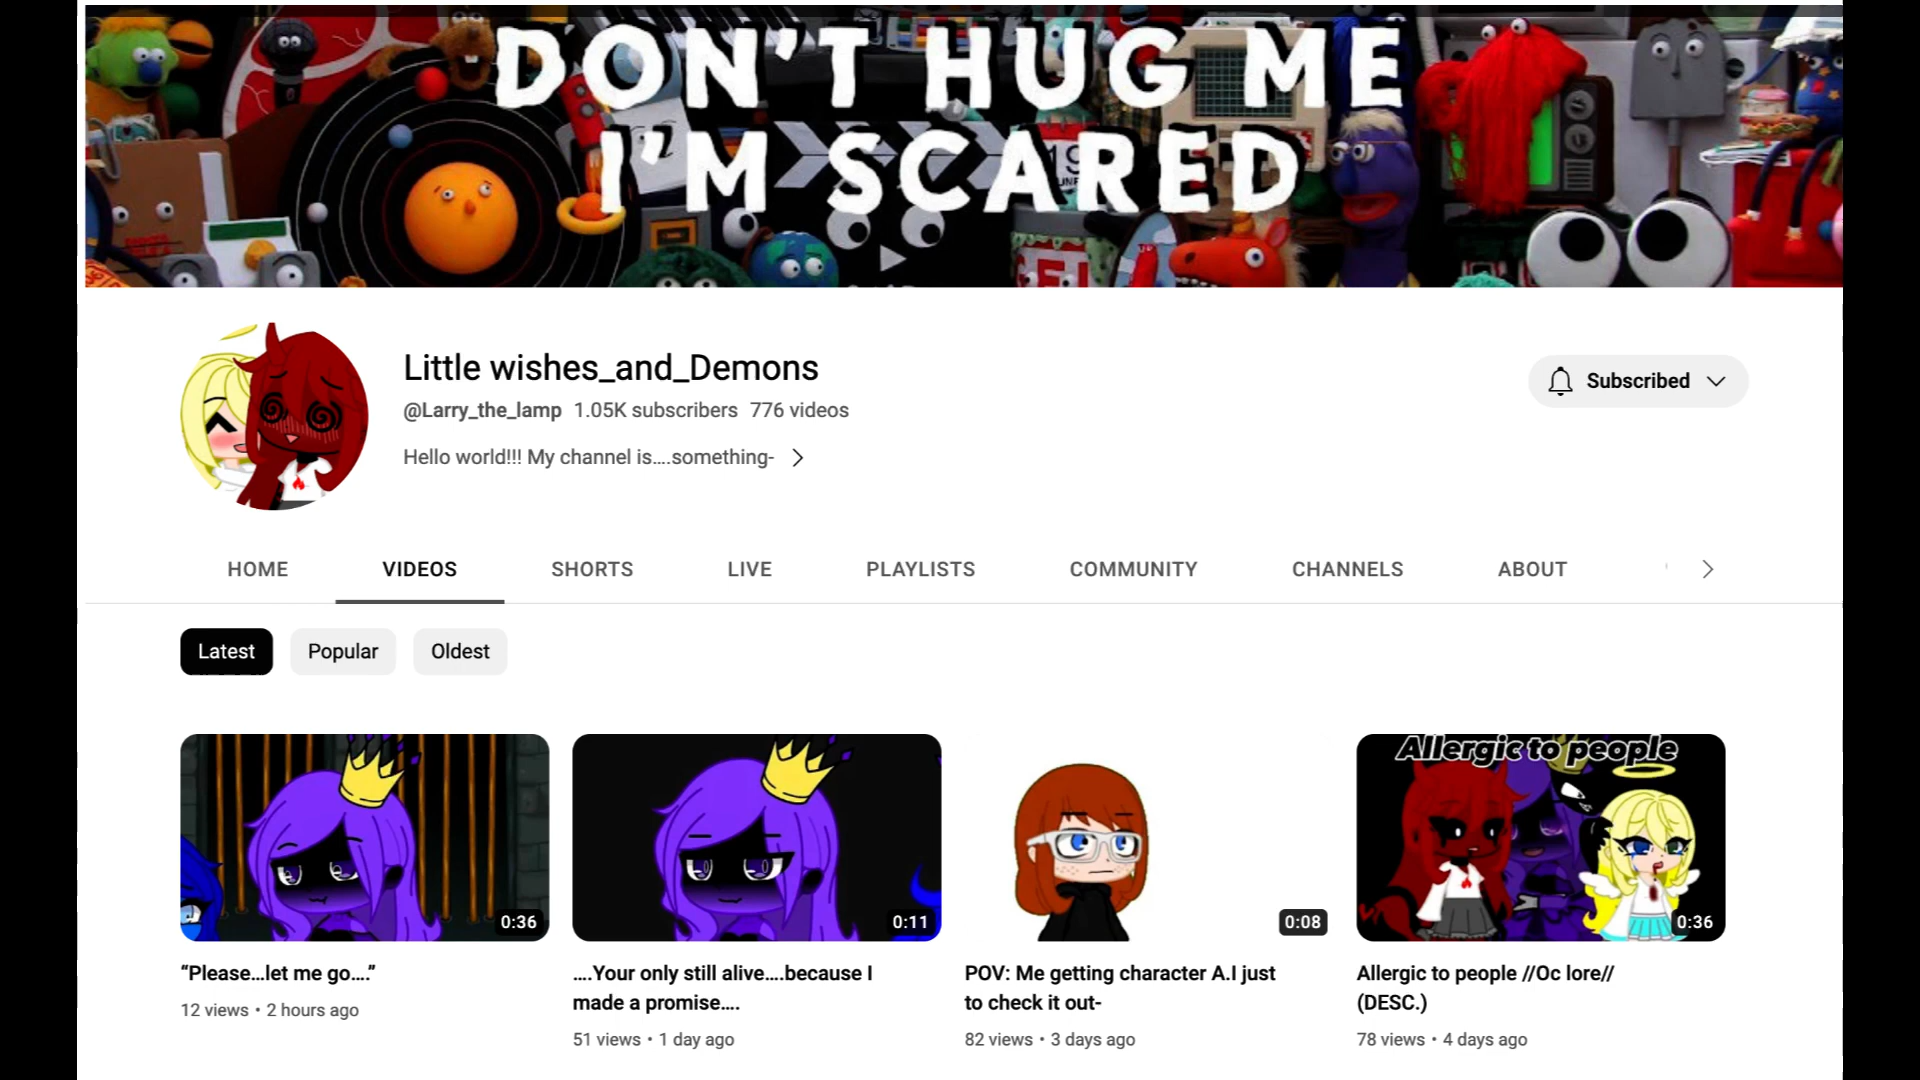 DON'T HUG ME
I'M SCARED
Little wishes_and_Demons
@Larry_the_lamp 1.05K subscribers 776 videos
Hello world!!! My channel is....something-
Subscribed
HOME VIDEOS SHORTS LIVE PLAYLISTS COMMUNITY CHANNELS ABOUT
Latest Popular Oldest
Allergic to people
0:36 0:11 0:08 0:36
“Please...let me go....”
12 views • 2 hours ago
....Your only still alive....because I
made a promise....
51 views • 1 day ago
POV: Me getting character A.I just
to check it out-
82 views • 3 days ago
Allergic to people //Oc lore//
(DESC.)
78 views • 4 days ago